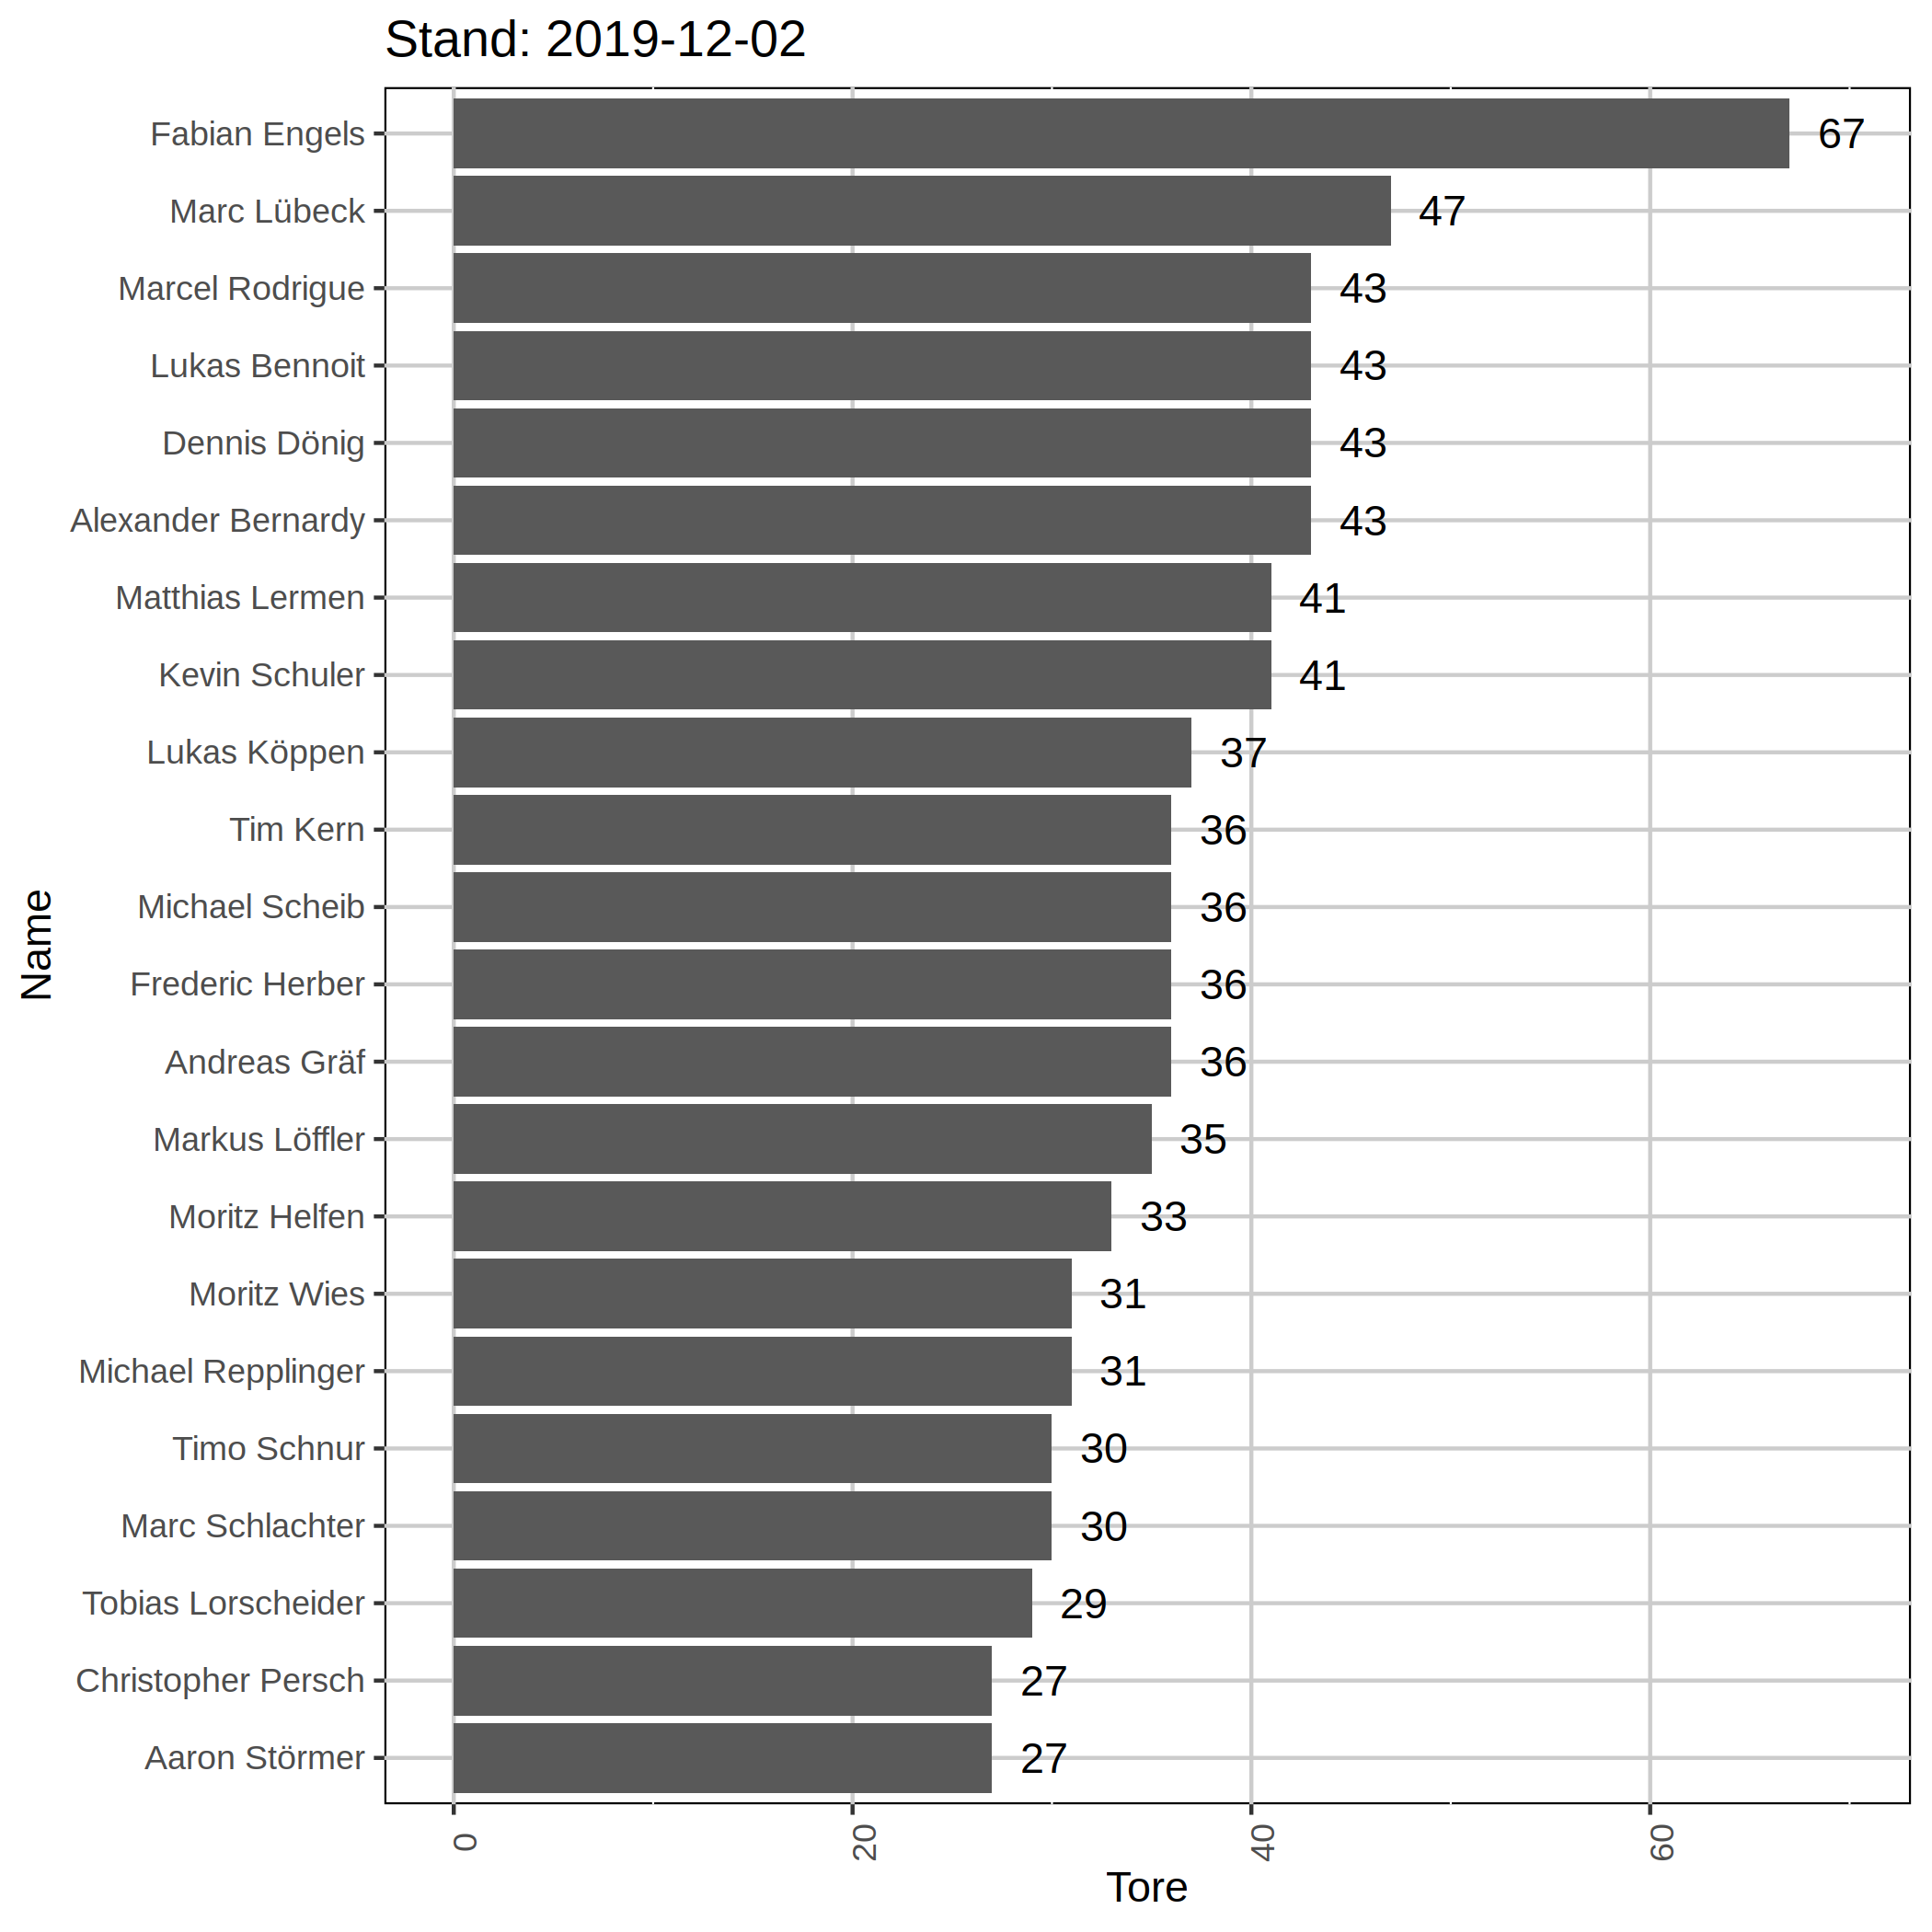 Stand: 2019-12-02
Fabian Engels 67
Marc Lübeck 47
Marcel Rodrigue 43
Lukas Bennoit 43
Dennis Dönig 43
Alexander Bernardy 43
Matthias Lermen 41
Kevin Schuler 41
Lukas Köppen 37
Tim Kern 36
Michael Scheib 36
Frederic Herber 36
Andreas Gräf 36
Markus Löffler 35
Moritz Helfen 33
Moritz Wies 31
Michael Repplinger 31
Timo Schnur 30
Marc Schlachter 30
Tobias Lorscheider 29
Christopher Persch 27
Aaron Störmer 27
Name
0 20 40 60
Tore